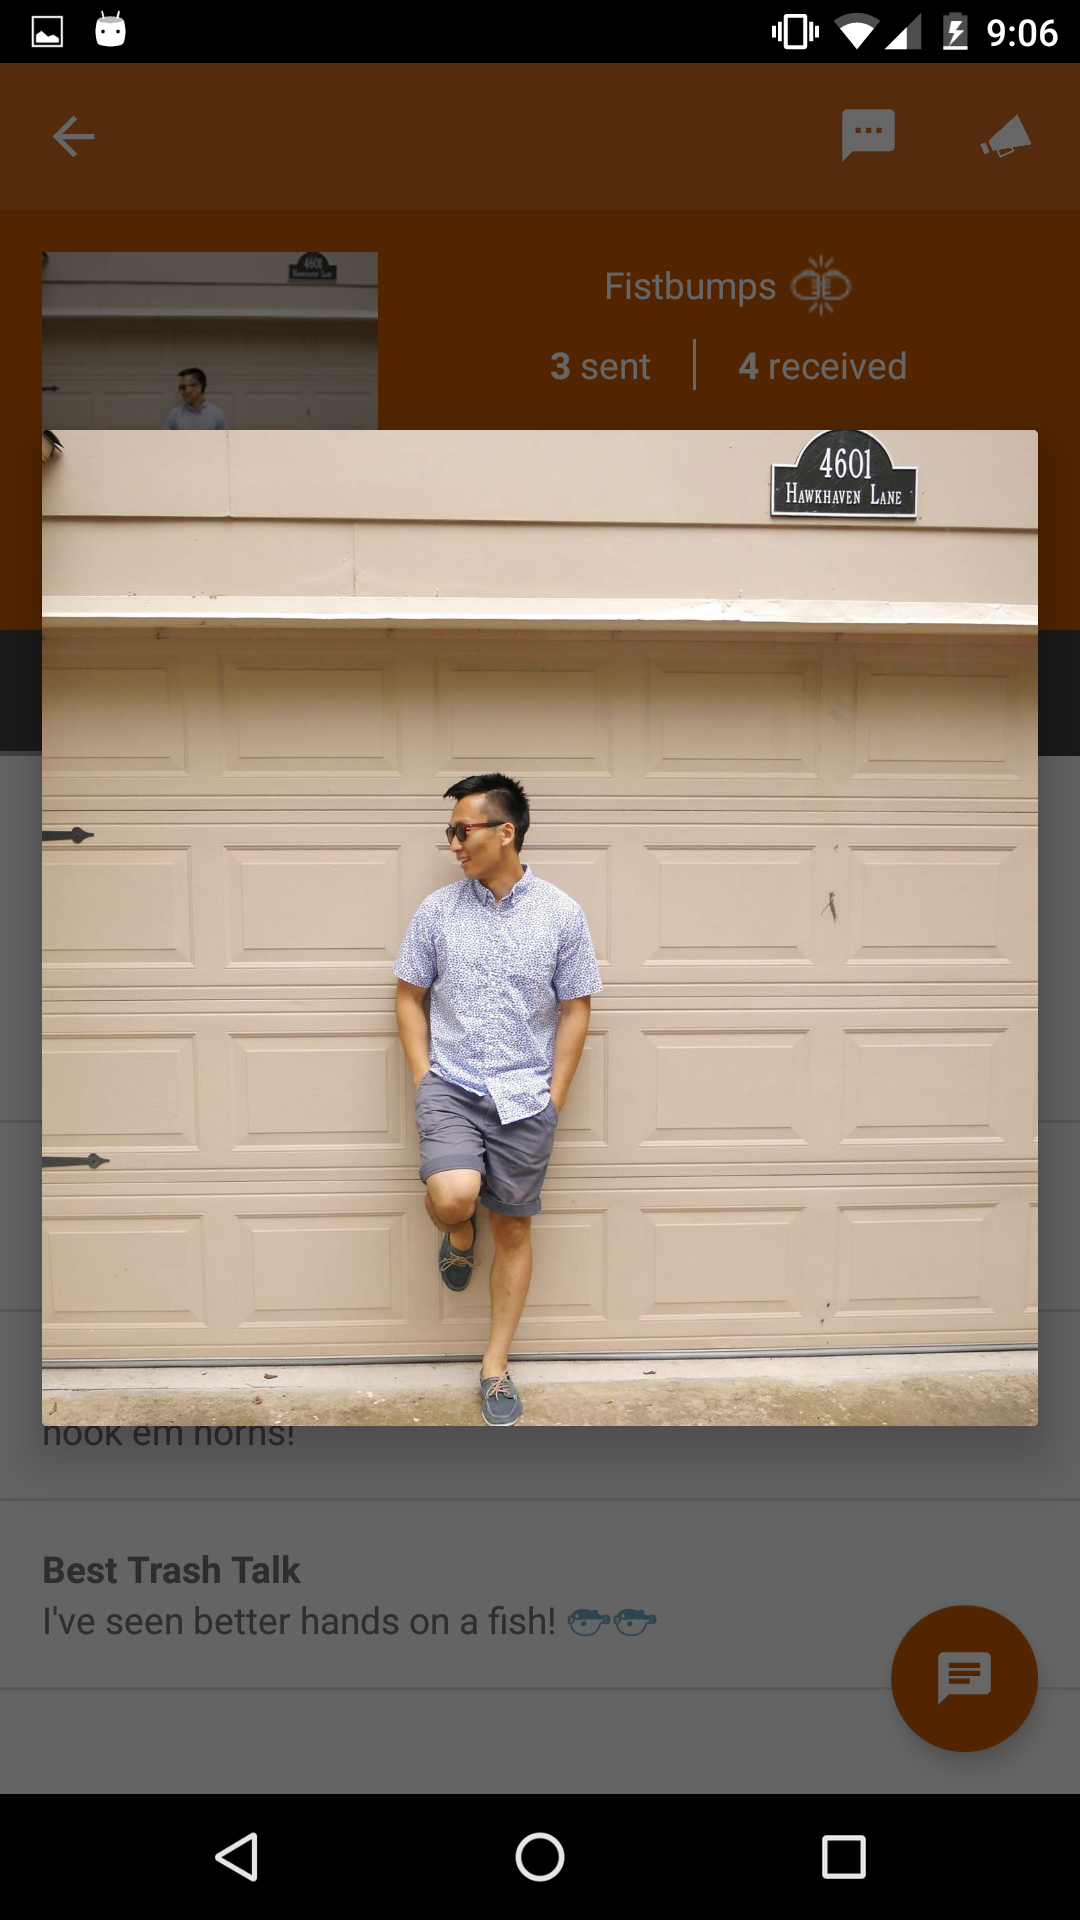 9:06
4601
Fistbumps
3 sent
4 received
4601
HAWKHAVEN LANE
hook em horns!
Best Trash Talk
I've seen better hands on a fish!